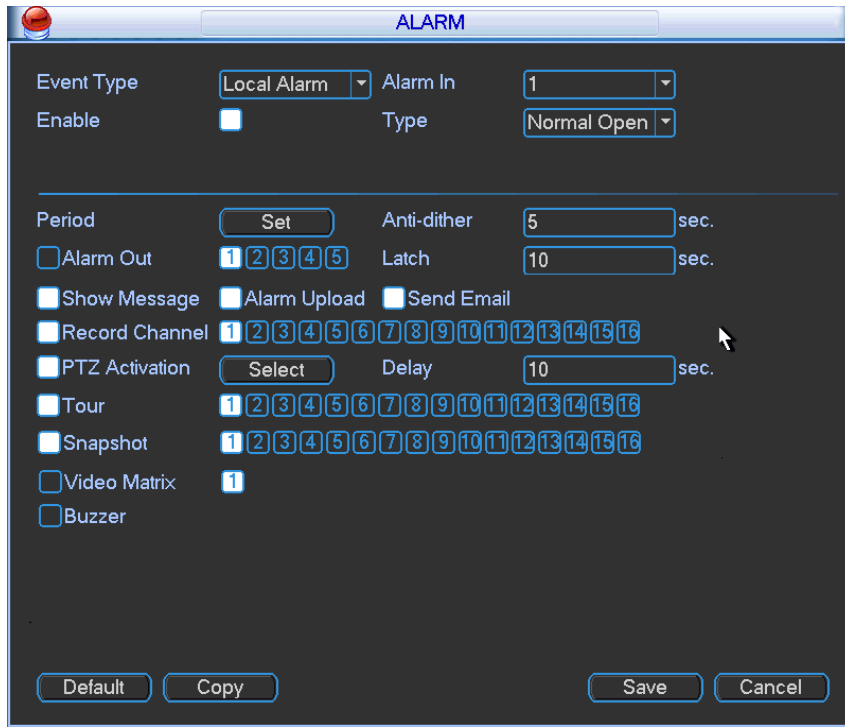 ALARM
Event Type Local Alarm Alarm In 1
Enable Type Normal Open
Period Set Anti-dither 5 sec.
Alarm Out 1 2 3 4 5 Latch 10 sec.
Show Message Alarm Upload Send Email
Record Channel 1 2 3 4 5 6 7 8 9 10 11 12 13 14 15 16
PTZ Activation Select Delay 10 sec.
Tour 1 2 3 4 5 6 7 8 9 10 11 12 13 14 15 16
Snapshot 1 2 3 4 5 6 7 8 9 10 11 12 13 14 15 16
Video Matrix 1
Buzzer
Default Copy Save Cancel